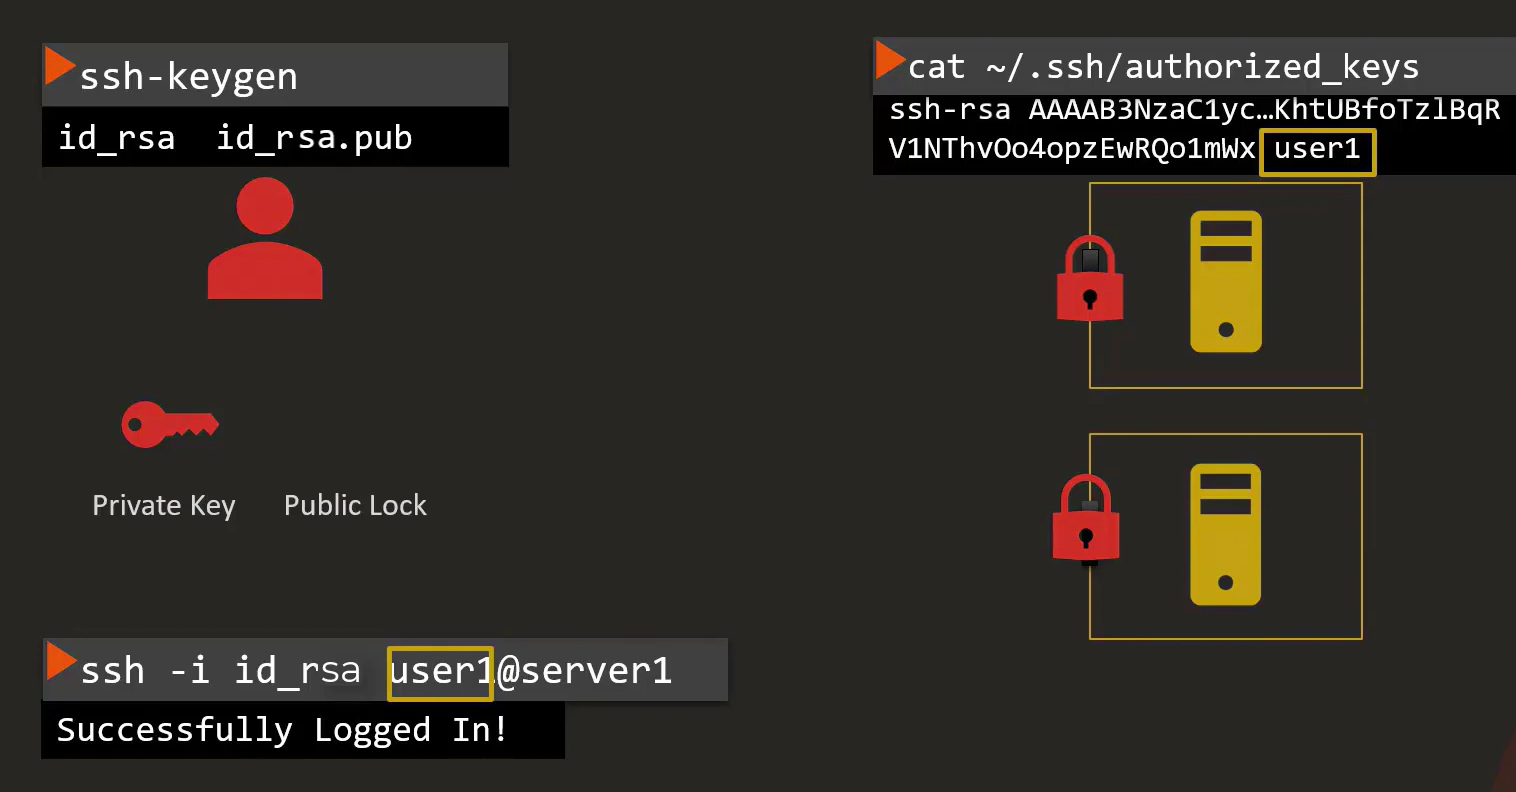 ssh-keygen
id_rsa id_rsa.pub
cat ~/.ssh/authorized_keys
ssh-rsa AAAAB3NzaC1yc…KhtUBfoTzlBqR
V1NThvOo4opzEwRQo1mWx user1
Private Key Public Lock
ssh -i id_rsa user1@server1
Successfully Logged In!